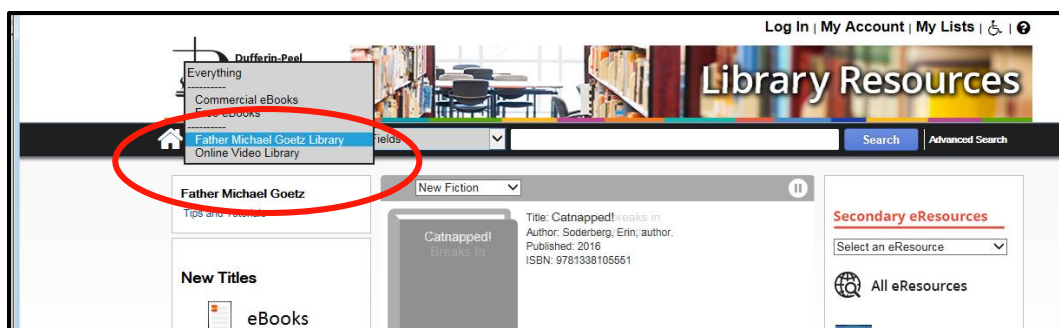 Log In | My Account | My Lists | |
Dufferin-Peel
Library Resources
Everything
----------
Commercial eBooks
Free eBooks
----------
Father Michael Goetz Library
Online Video Library
Fields
Search
Advanced Search
Father Michael Goetz
Tips and Tutorials
New Titles
eBooks
New Fiction
Catnapped!
Breaks in
Title: Catnapped!reaks in
Author: Soderberg, Erin, author.
Published: 2016
ISBN: 9781338105551
Secondary eResources
Select an eResource
All eResources